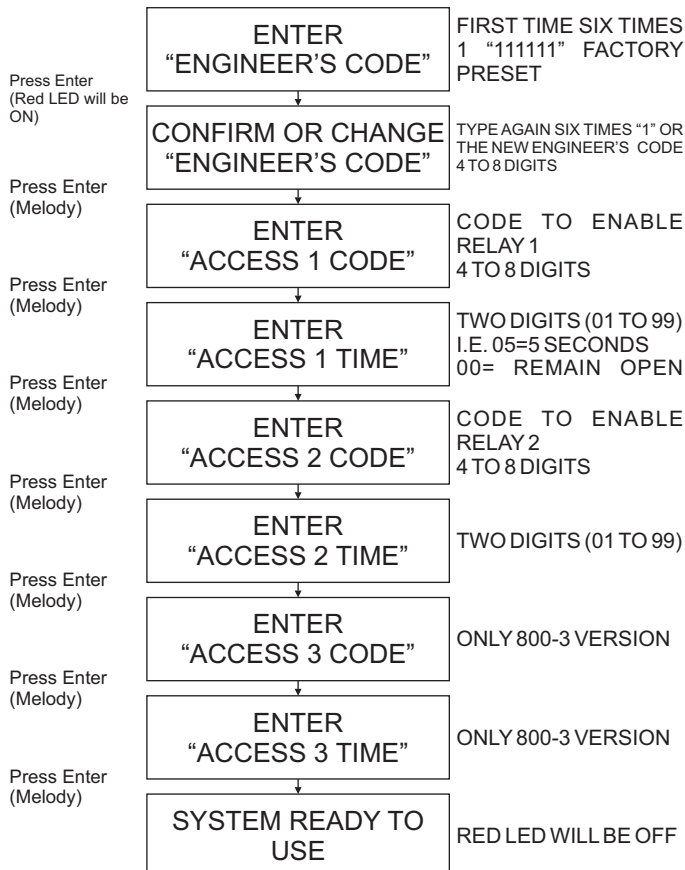 ENTER
“ENGINEER’S CODE”
FIRST TIME SIX TIMES
1 “111111” FACTORY
PRESET
Press Enter
(Red LED will be
ON)
CONFIRM OR CHANGE
“ENGINEER’S CODE”
TYPE AGAIN SIX TIMES “1” OR
THE NEW ENGINEER’S CODE
4 TO 8 DIGITS
Press Enter
(Melody)
ENTER
“ACCESS 1 CODE”
CODE TO ENABLE
RELAY 1
4 TO 8 DIGITS
Press Enter
(Melody)
ENTER
“ACCESS 1 TIME”
TWO DIGITS (01 TO 99)
I.E. 05=5 SECONDS
00= REMAIN OPEN
Press Enter
(Melody)
ENTER
“ACCESS 2 CODE”
CODE TO ENABLE
RELAY 2
4 TO 8 DIGITS
Press Enter
(Melody)
ENTER
“ACCESS 2 TIME”
TWO DIGITS (01 TO 99)
Press Enter
(Melody)
ENTER
“ACCESS 3 CODE”
ONLY 800-3 VERSION
Press Enter
(Melody)
ENTER
“ACCESS 3 TIME”
ONLY 800-3 VERSION
Press Enter
(Melody)
SYSTEM READY TO
USE
RED LED WILL BE OFF